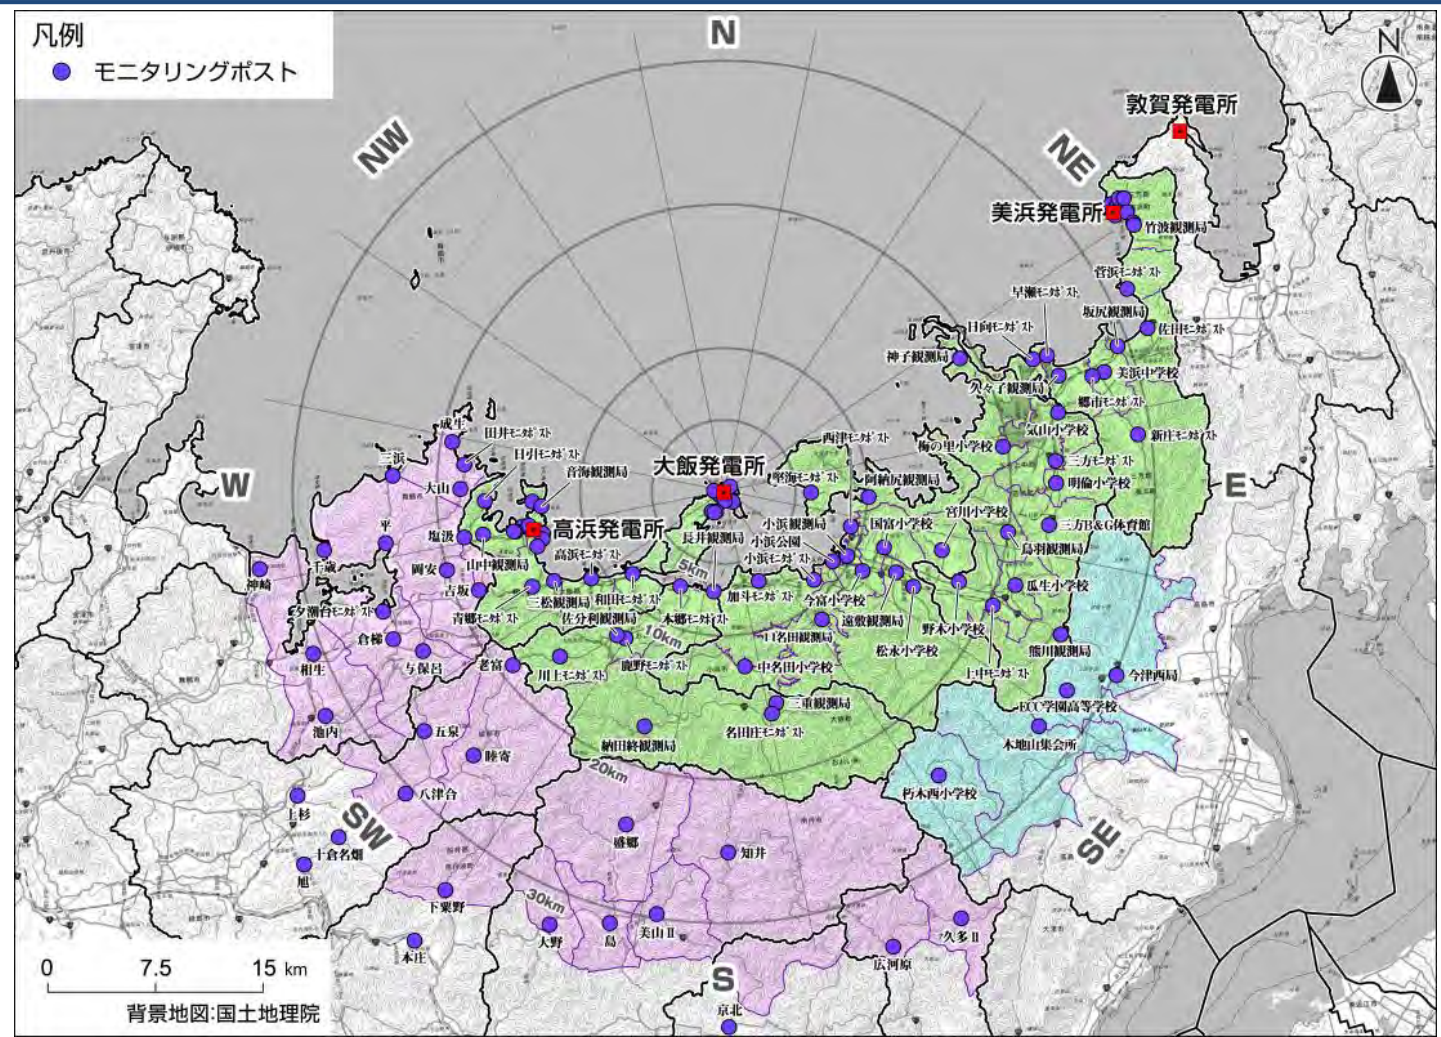 凡例
モニタリングポスト
N
N
NW
NE
W
E
SW
SE
S
敦賀発電所
美浜発電所
竹波観測局
菅浜モニタポスト
早瀬モニタポスト
坂尻観測局
日向モニタポスト
佐田モニタポスト
神子観測局
久々子観測局
美浜中学校
郷市モニタポスト
気山小学校
新庄モニタポスト
梅の里小学校
三方モニタポスト
明倫小学校
西津モニタポスト
大飯発電所
堅海モニタポスト
阿納尻観測局
成生
田井モニタポスト
日引モニタポスト
音海観測局
三浜
大山
高浜発電所
小浜観測局
国富小学校
宮川小学校
三方B&G体育館
小浜公園
鳥羽観測局
長井観測局
小浜モニタポスト
平
塩汲
高浜モニタポスト
千歳
岡安
山中観測局
神崎
5km
吉坂
三松観測局
和田モニタポスト
加斗モニタポスト
今富小学校
瓜生小学校
夕潮台モニタポスト
青郷モニタポスト
佐分利観測局
本郷モニタポスト
遠敷観測局
野木小学校
倉梯
10km
口名田観測局
松永小学校
熊川観測局
相生
与保呂
老富
川上モニタポスト
鹿野モニタポスト
中名田小学校
上中モニタポスト
今津西局
三重観測局
ECC学園高等学校
池内
五泉
名田庄モニタポスト
納田終観測局
木地山集会所
睦寄
20km
朽木西小学校
八津合
上杉
十倉名畑
盛郷
知井
旭
下粟野
30km
大野
島
美山Ⅱ
久多Ⅱ
本庄
広河原
京北
0 7.5 15 km
背景地図:国土地理院